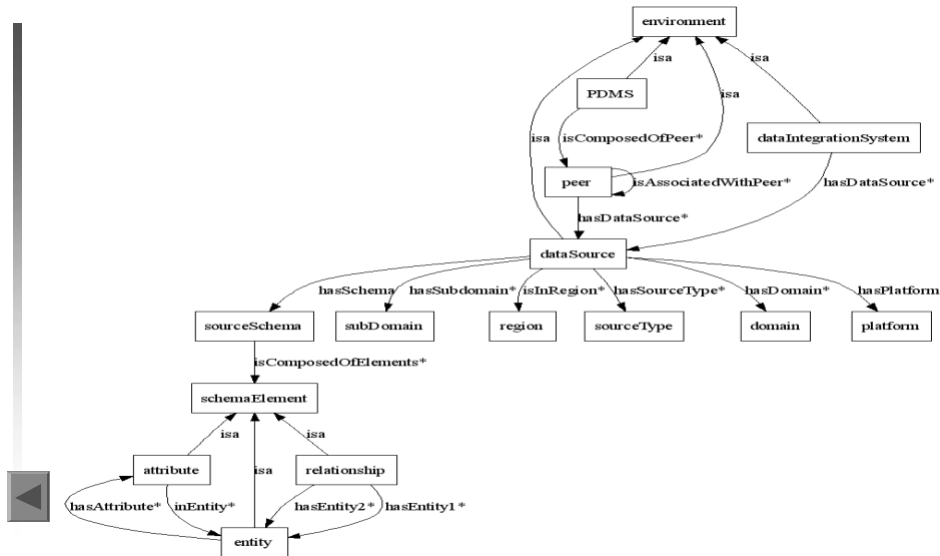 environment
isa
isa
PDMS
isa
isa
isComposedOfPeer*
dataIntegrationSystem
peer
isAssociatedWithPeer*
hasDataSource*
hasDataSource*
dataSource
hasSchema
hasSubdomain*
isInRegion*
hasSourceType*
hasDomain*
hasPlatform
sourceSchema
subDomain
region
sourceType
domain
platform
isComposedOfElements*
schemaElement
isa
isa
isa
attribute
relationship
hasAttribute*
inEntity*
hasEntity2*
hasEntity1*
entity